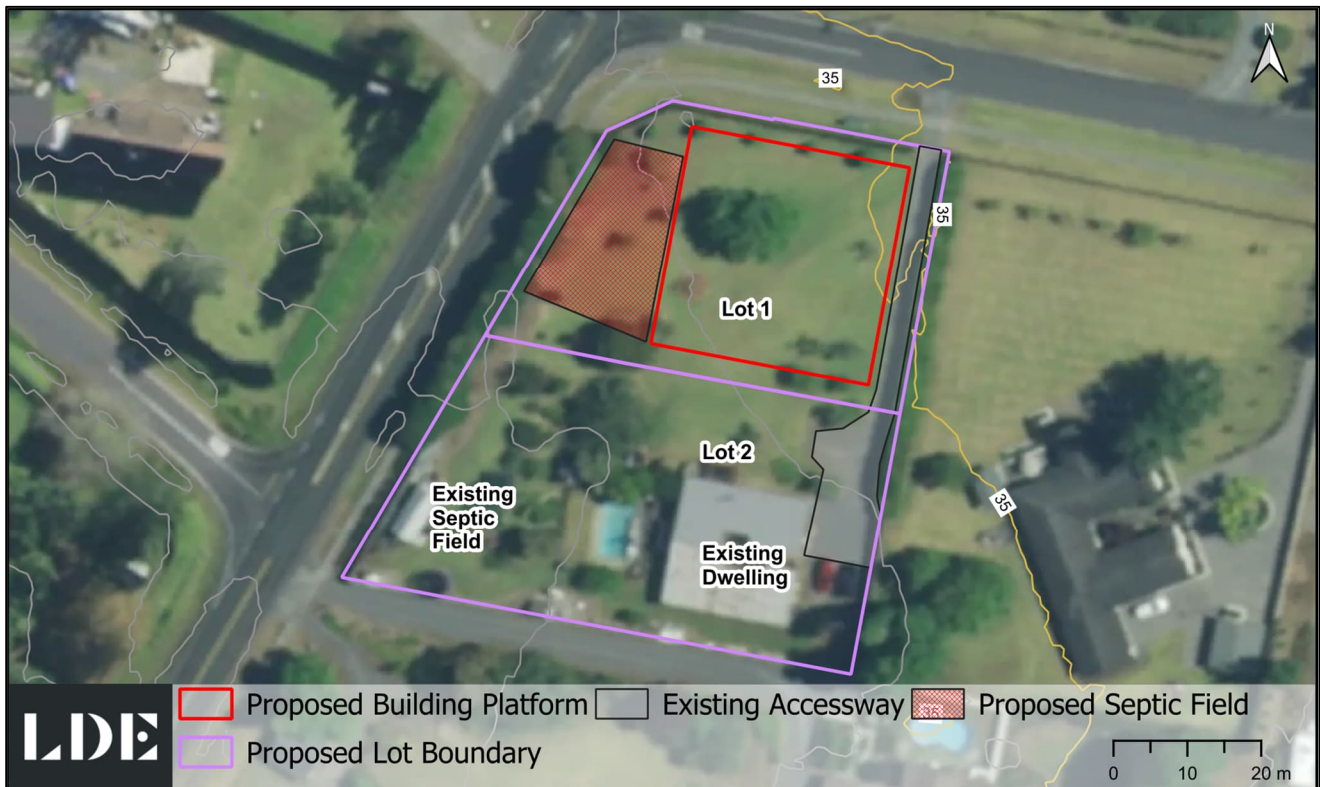 N
35
35
Lot 1
Lot 2
Existing
Septic
Field
Existing
Dwelling
35
LDE
Proposed Building Platform
Existing Accessway
Proposed Septic Field
Proposed Lot Boundary
0 10 20 m